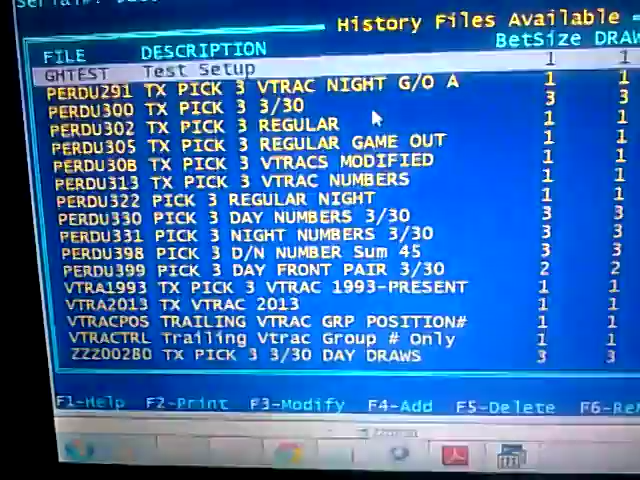 Serial#:
History Files Available
FILE DESCRIPTION BetSize DRAW
GHTEST Test Setup 1 1
PERDU291 TX PICK 3 VTRAC NIGHT G/O A 1 1
PERDU300 TX PICK 3 3/30 3 3
PERDU302 TX PICK 3 REGULAR 1 1
PERDU305 TX PICK 3 REGULAR GAME OUT 1 1
PERDU308 TX PICK 3 VTRACS MODIFIED 1 1
PERDU313 TX PICK 3 VTRAC NUMBERS 1 1
PERDU322 PICK 3 REGULAR NIGHT 1 1
PERDU330 PICK 3 DAY NUMBERS 3/30 3 3
PERDU331 PICK 3 NIGHT NUMBERS 3/30 3 3
PERDU398 PICK 3 D/N NUMBER Sum 45 3 3
PERDU399 PICK 3 DAY FRONT PAIR 3/30 2 2
VTRA1993 TX PICK 3 VTRAC 1993-PRESENT 1 1
VTRA2013 TX VTRAC 2013 1 1
VTRACPOS TRAILING VTRAC GRP POSITION# 1 1
VTRACTRL Trailing Vtrac Group # Only 1 1
ZZZ00280 TX PICK 3 3/30 DAY DRAWS 3 3
F1-Help F2-Print F3-Modify F4-Add F5-Delete F6-Re